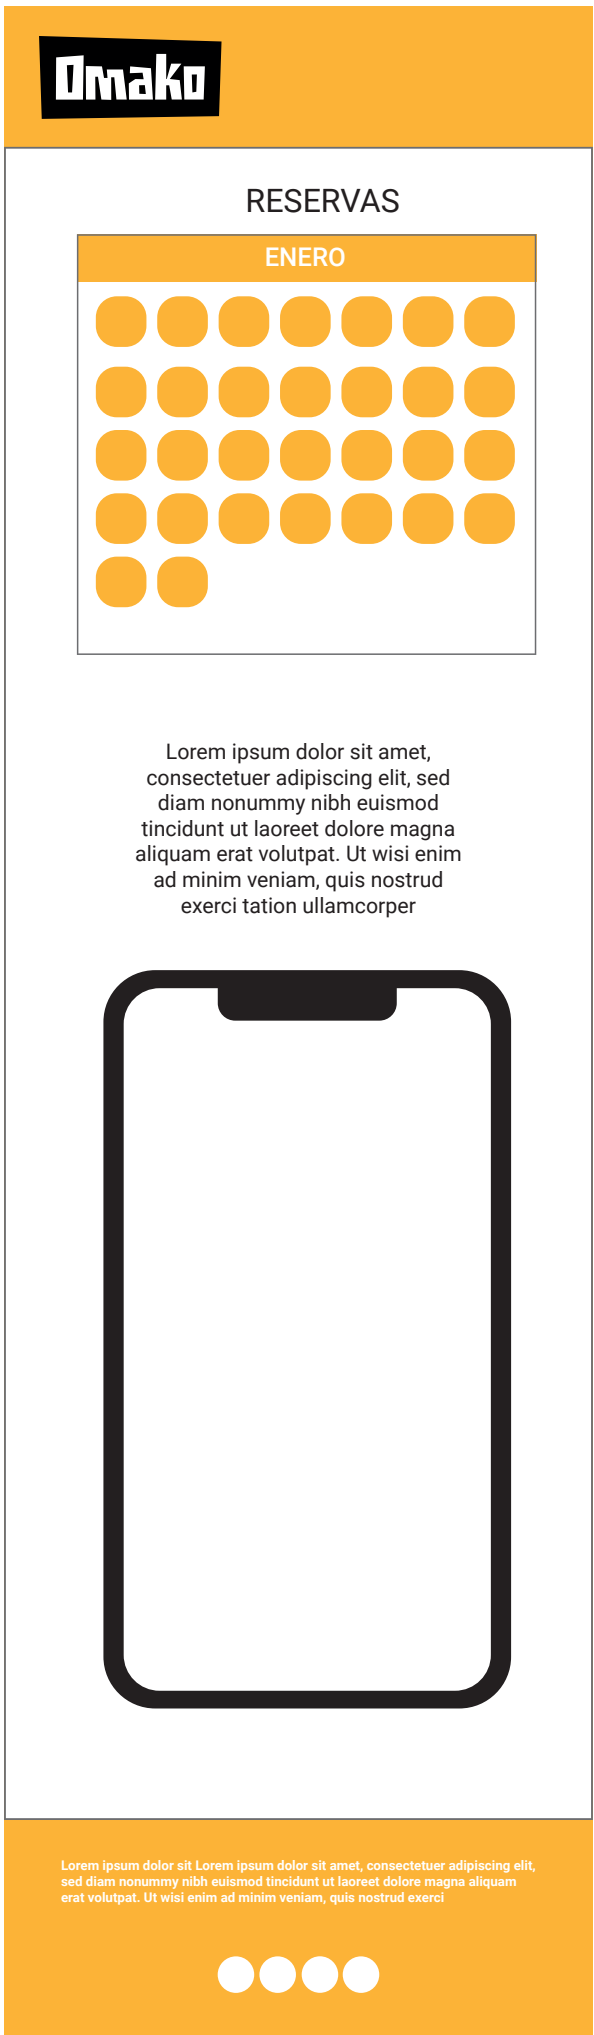 Omako
RESERVAS
ENERO
Lorem ipsum dolor sit amet,
consectetuer adipiscing elit, sed
diam nonummy nibh euismod
tincidunt ut laoreet dolore magna
aliquam erat volutpat. Ut wisi enim
ad minim veniam, quis nostrud
exerci tation ullamcorper
Lorem ipsum dolor sit Lorem ipsum dolor sit amet, consectetuer adipiscing elit,
sed diam nonummy nibh euismod tincidunt ut laoreet dolore magna aliquam
erat volutpat. Ut wisi enim ad minim veniam, quis nostrud exerci